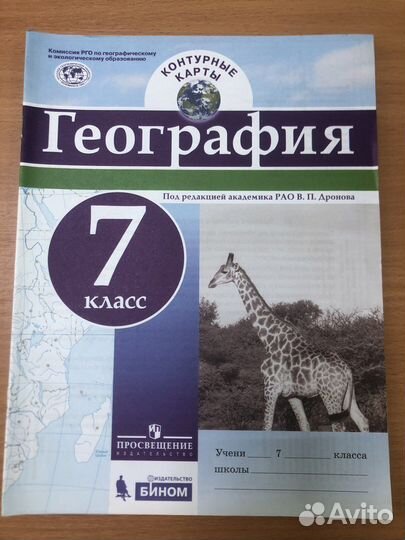 Комиссия РГО по географическому
и экологическому образованию
КОНТУРНЫЕ
КАРТЫ
География
Под редакцией академика РАО В. П. Дронова
7
класс
ПРОСВЕЩЕНИЕ
ИЗДАТЕЛЬСТВО
ИЗДАТЕЛЬСТВО
БИНОМ
Учени 7 класса
школы
Avito